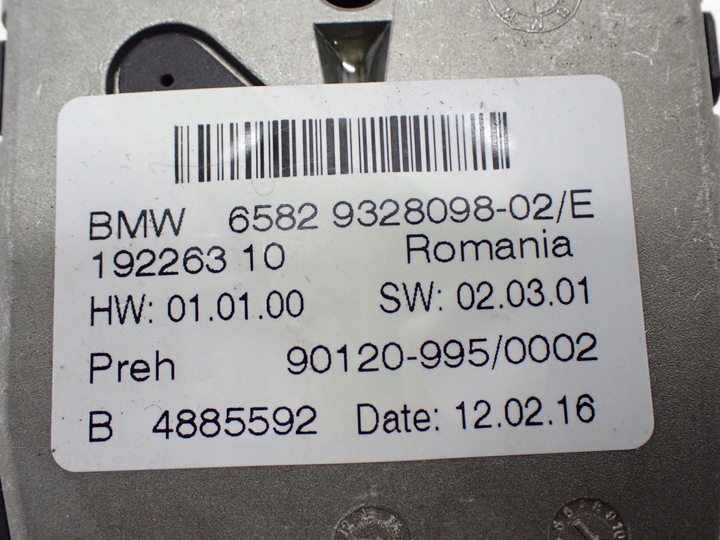 BMW 6582 9328098-02/E
192263 10 Romania
HW: 01.01.00 SW: 02.03.01
Preh 90120-995/0002
B 4885592 Date: 12.02.16